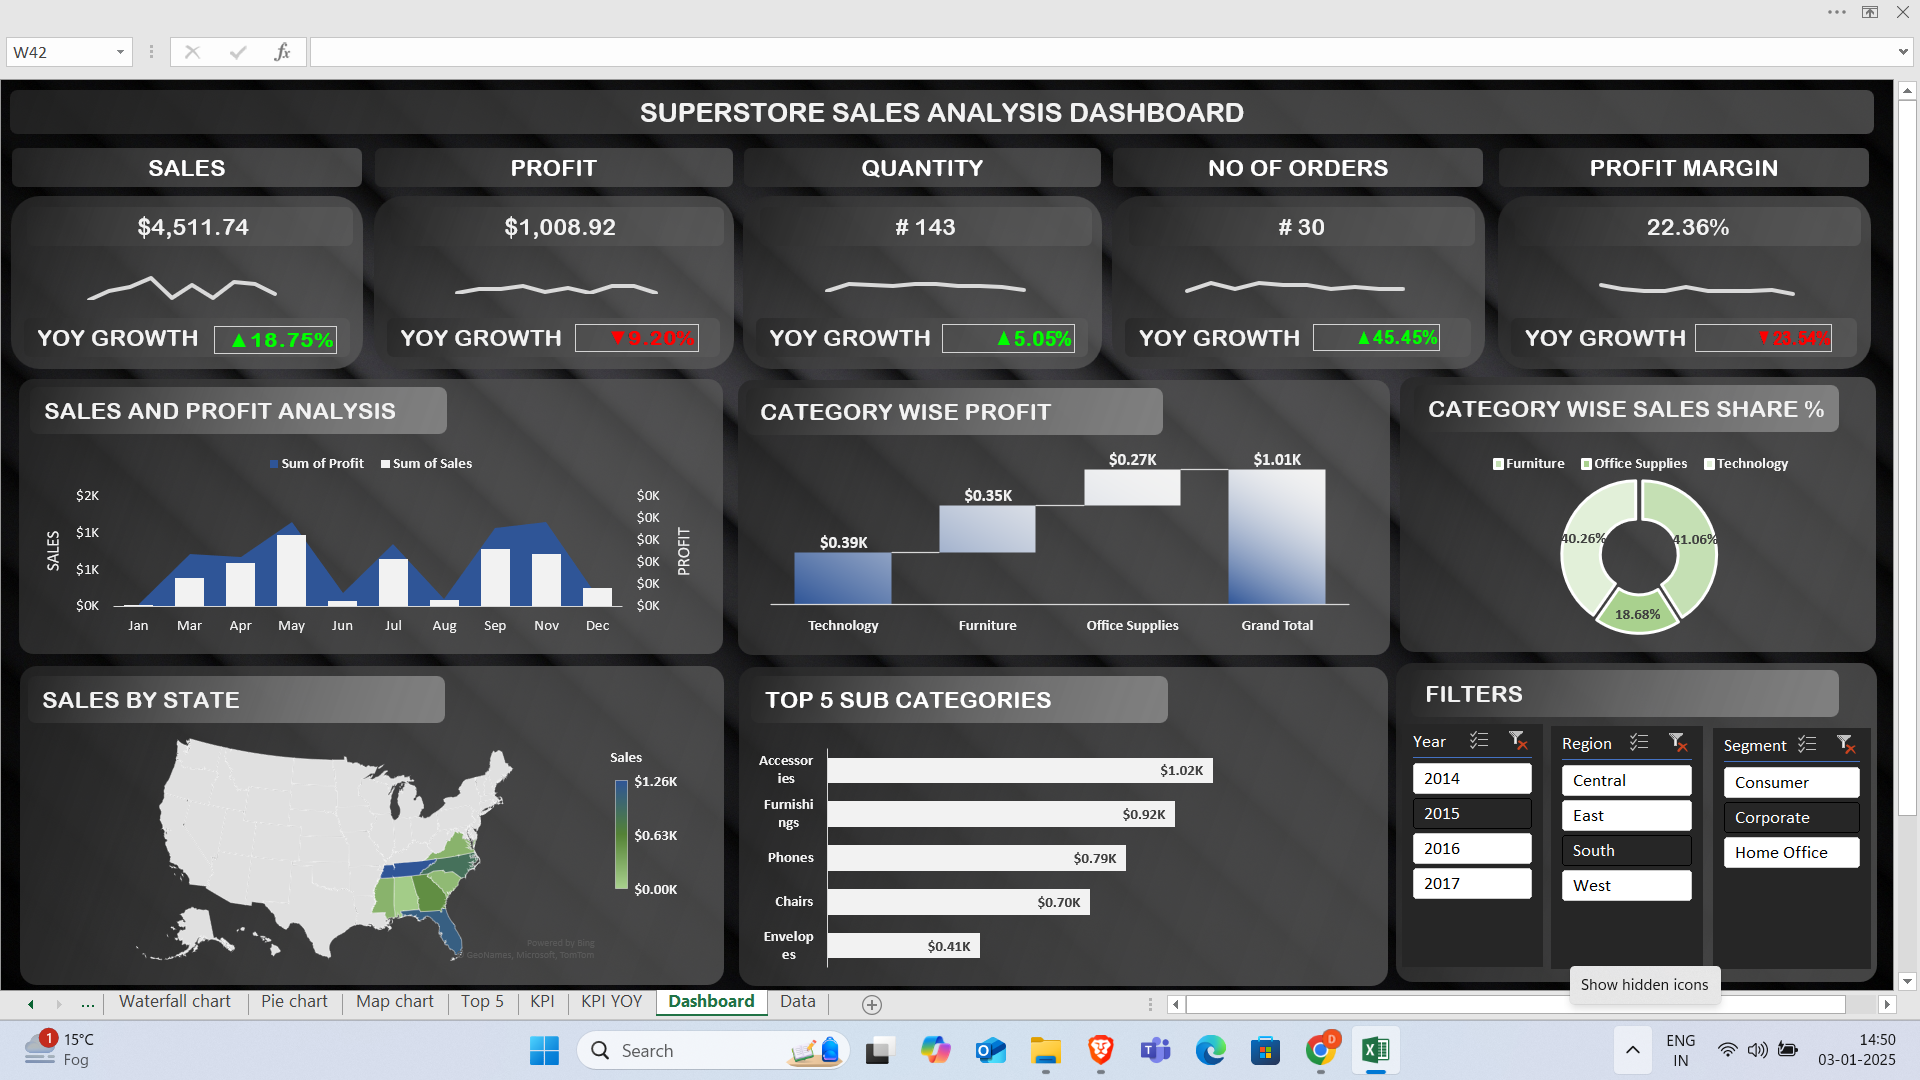 W42
fx
SUPERSTORE SALES ANALYSIS DASHBOARD
SALES
PROFIT
QUANTITY
NO OF ORDERS
PROFIT MARGIN
$4,511.74
$1,008.92
# 143
# 30
22.36%
YOY GROWTH ▲18.75%
YOY GROWTH ▼9.20%
YOY GROWTH ▲5.05%
YOY GROWTH ▲45.45%
YOY GROWTH ▼23.54%
SALES AND PROFIT ANALYSIS
Sum of Profit Sum of Sales
SALES
$2K
$1K
$1K
$0K
$0K
$0K
$0K
$0K
$0K
$0K
PROFIT
Jan Mar Apr May Jun Jul Aug Sep Nov Dec
CATEGORY WISE PROFIT
$0.39K
$0.35K
$0.27K
$1.01K
Technology Furniture Office Supplies Grand Total
CATEGORY WISE SALES SHARE %
Furniture Office Supplies Technology
40.26%
41.06%
18.68%
SALES BY STATE
Sales
$1.26K
$0.63K
$0.00K
Powered by Bing
GeoNames, Microsoft, TomTom
TOP 5 SUB CATEGORIES
Accessor
ies
$1.02K
Furnishi
ngs
$0.92K
Phones
$0.79K
Chairs
$0.70K
Envelop
es
$0.41K
FILTERS
Year
2014
2015
2016
2017
Region
Central
East
South
West
Segment
Consumer
Corporate
Home Office
Show hidden icons
... Waterfall chart Pie chart Map chart Top 5 KPI KPI YOY Dashboard Data
1
15°C
Fog
Search
D
ENG
IN
14:50
03-01-2025